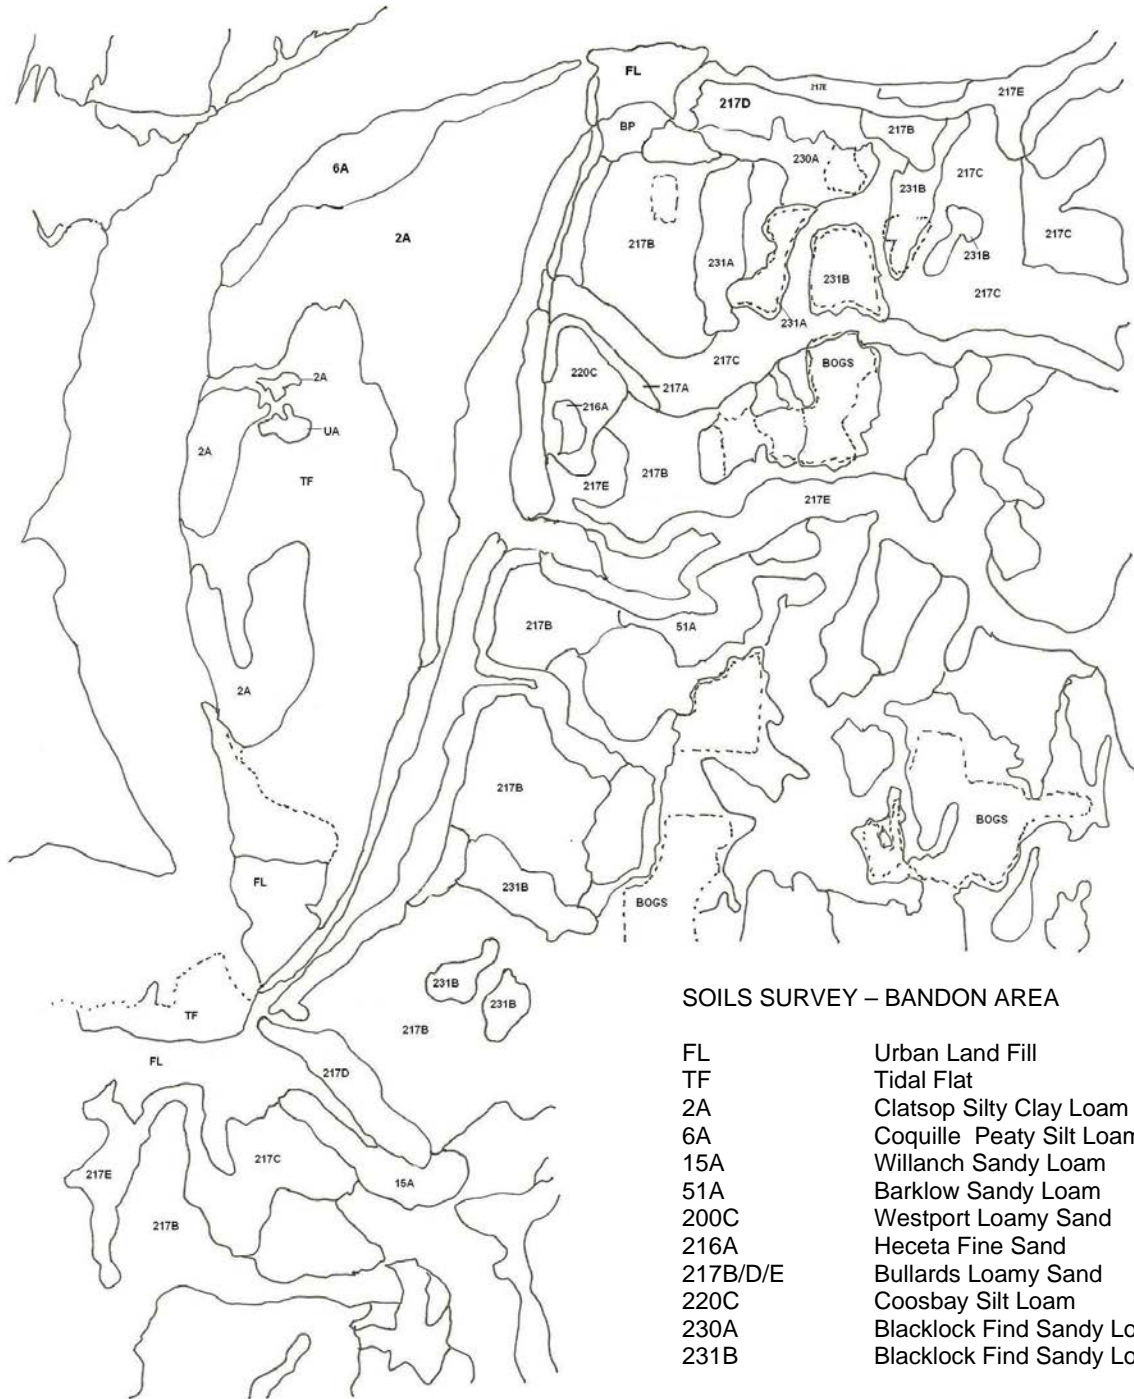 FL
217E
217E
217D
BP
217B
230A
6A
217C
231B
2A
217B
217C
231A
231B
231B
217C
231A
217C
BOGS
220C
2A
217A
216A
UA
2A
217B
TF
217E
217E
217B
51A
2A
217B
BOGS
FL
231B
BOGS
231B
231B
TF
217B
FL
217D
217C
217E
15A
217B
SOILS SURVEY – BANDON AREA
FL Urban Land Fill
TF Tidal Flat
2A Clatsop Silty Clay Loam
6A Coquille Peaty Silt Loam
15A Willanch Sandy Loam
51A Barklow Sandy Loam
200C Westport Loamy Sand
216A Heceta Fine Sand
217B/D/E Bullards Loamy Sand
220C Coosbay Silt Loam
230A Blacklock Find Sandy Lo
231B Blacklock Find Sandy Lo